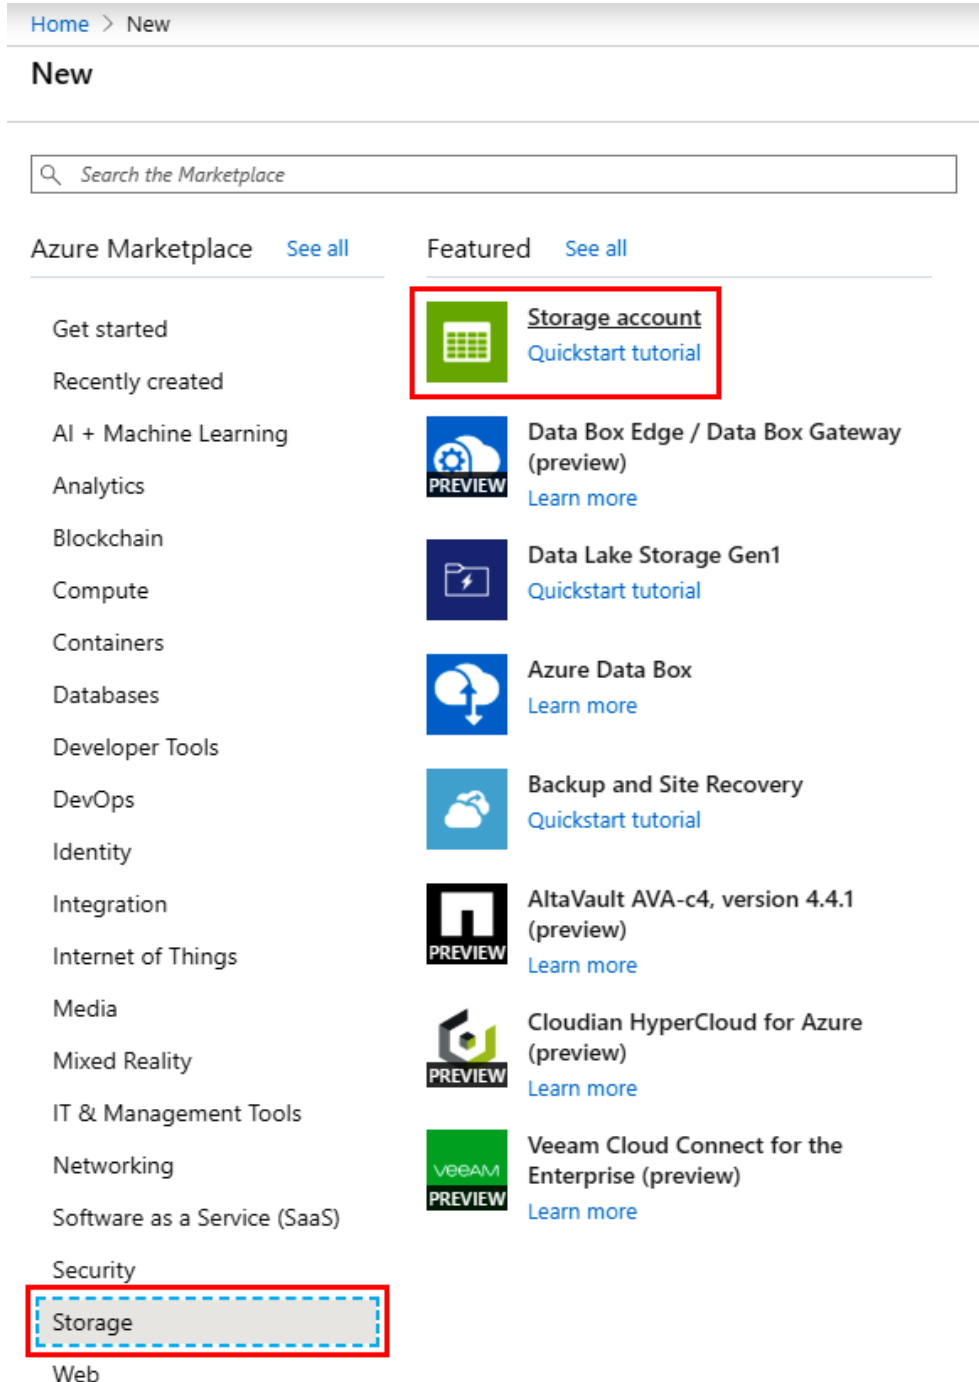 Home > New
New
Search the Marketplace
Azure Marketplace See all
Get started
Recently created
AI + Machine Learning
Analytics
Blockchain
Compute
Containers
Databases
Developer Tools
DevOps
Identity
Integration
Internet of Things
Media
Mixed Reality
IT & Management Tools
Networking
Software as a Service (SaaS)
Security
Storage
Web
Featured See all
Storage account
Quickstart tutorial
PREVIEW
Data Box Edge / Data Box Gateway
(preview)
Learn more
Data Lake Storage Gen1
Quickstart tutorial
Azure Data Box
Learn more
Backup and Site Recovery
Quickstart tutorial
PREVIEW
AltaVault AVA-c4, version 4.4.1
(preview)
Learn more
PREVIEW
Cloudian HyperCloud for Azure
(preview)
Learn more
veeAM
PREVIEW
Veeam Cloud Connect for the
Enterprise (preview)
Learn more